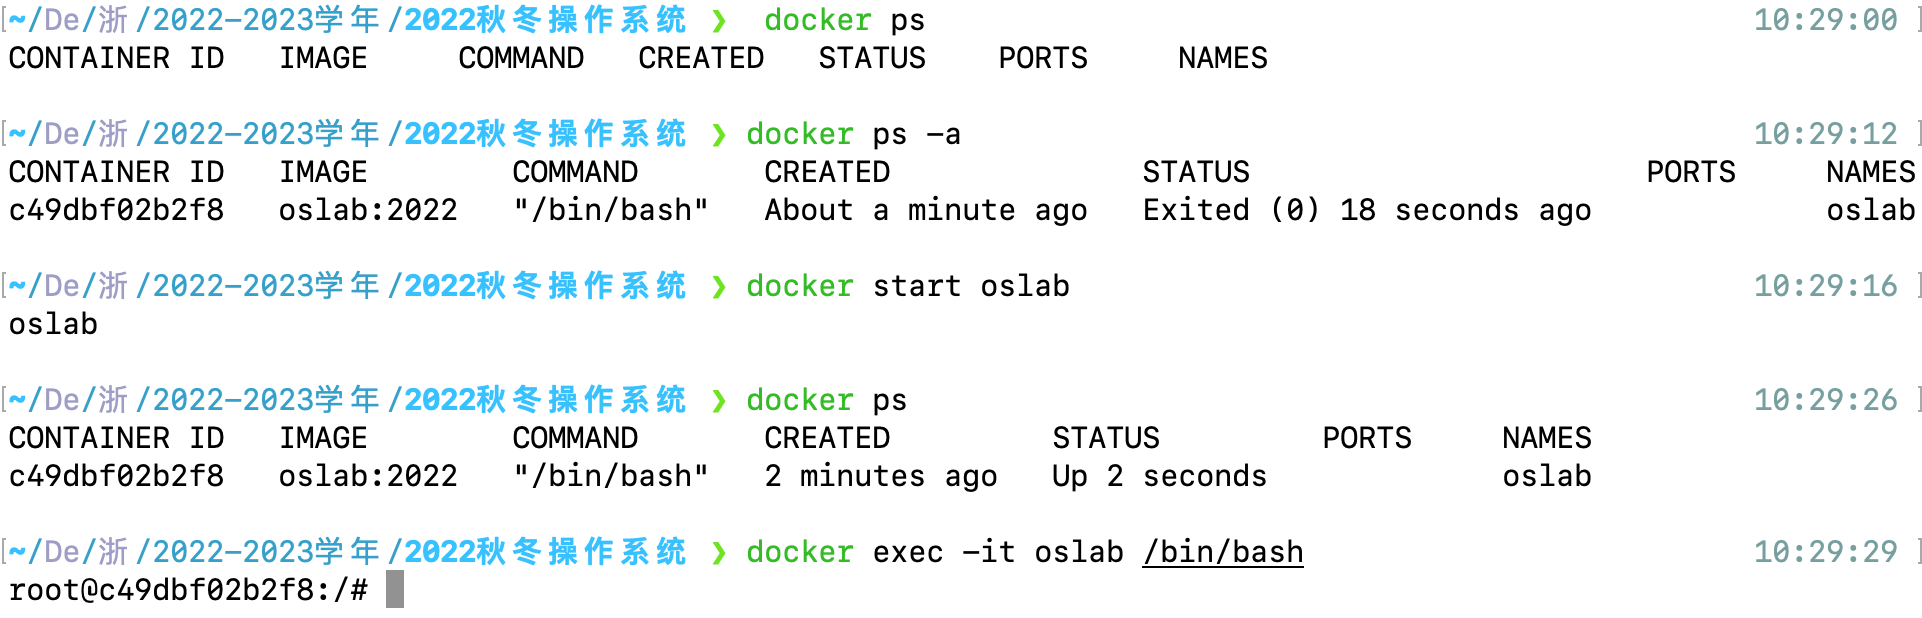 [~/De/浙/2022-2023学年/2022秋冬操作系统 ❯ docker ps 10:29:00 ]
CONTAINER ID IMAGE COMMAND CREATED STATUS PORTS NAMES
[~/De/浙/2022-2023学年/2022秋冬操作系统 ❯ docker ps -a 10:29:12 ]
CONTAINER ID IMAGE COMMAND CREATED STATUS PORTS NAMES
c49dbf02b2f8 oslab:2022 "/bin/bash" About a minute ago Exited (0) 18 seconds ago oslab
[~/De/浙/2022-2023学年/2022秋冬操作系统 ❯ docker start oslab 10:29:16 ]
oslab
[~/De/浙/2022-2023学年/2022秋冬操作系统 ❯ docker ps 10:29:26 ]
CONTAINER ID IMAGE COMMAND CREATED STATUS PORTS NAMES
c49dbf02b2f8 oslab:2022 "/bin/bash" 2 minutes ago Up 2 seconds oslab
[~/De/浙/2022-2023学年/2022秋冬操作系统 ❯ docker exec -it oslab /bin/bash 10:29:29 ]
root@c49dbf02b2f8:/#